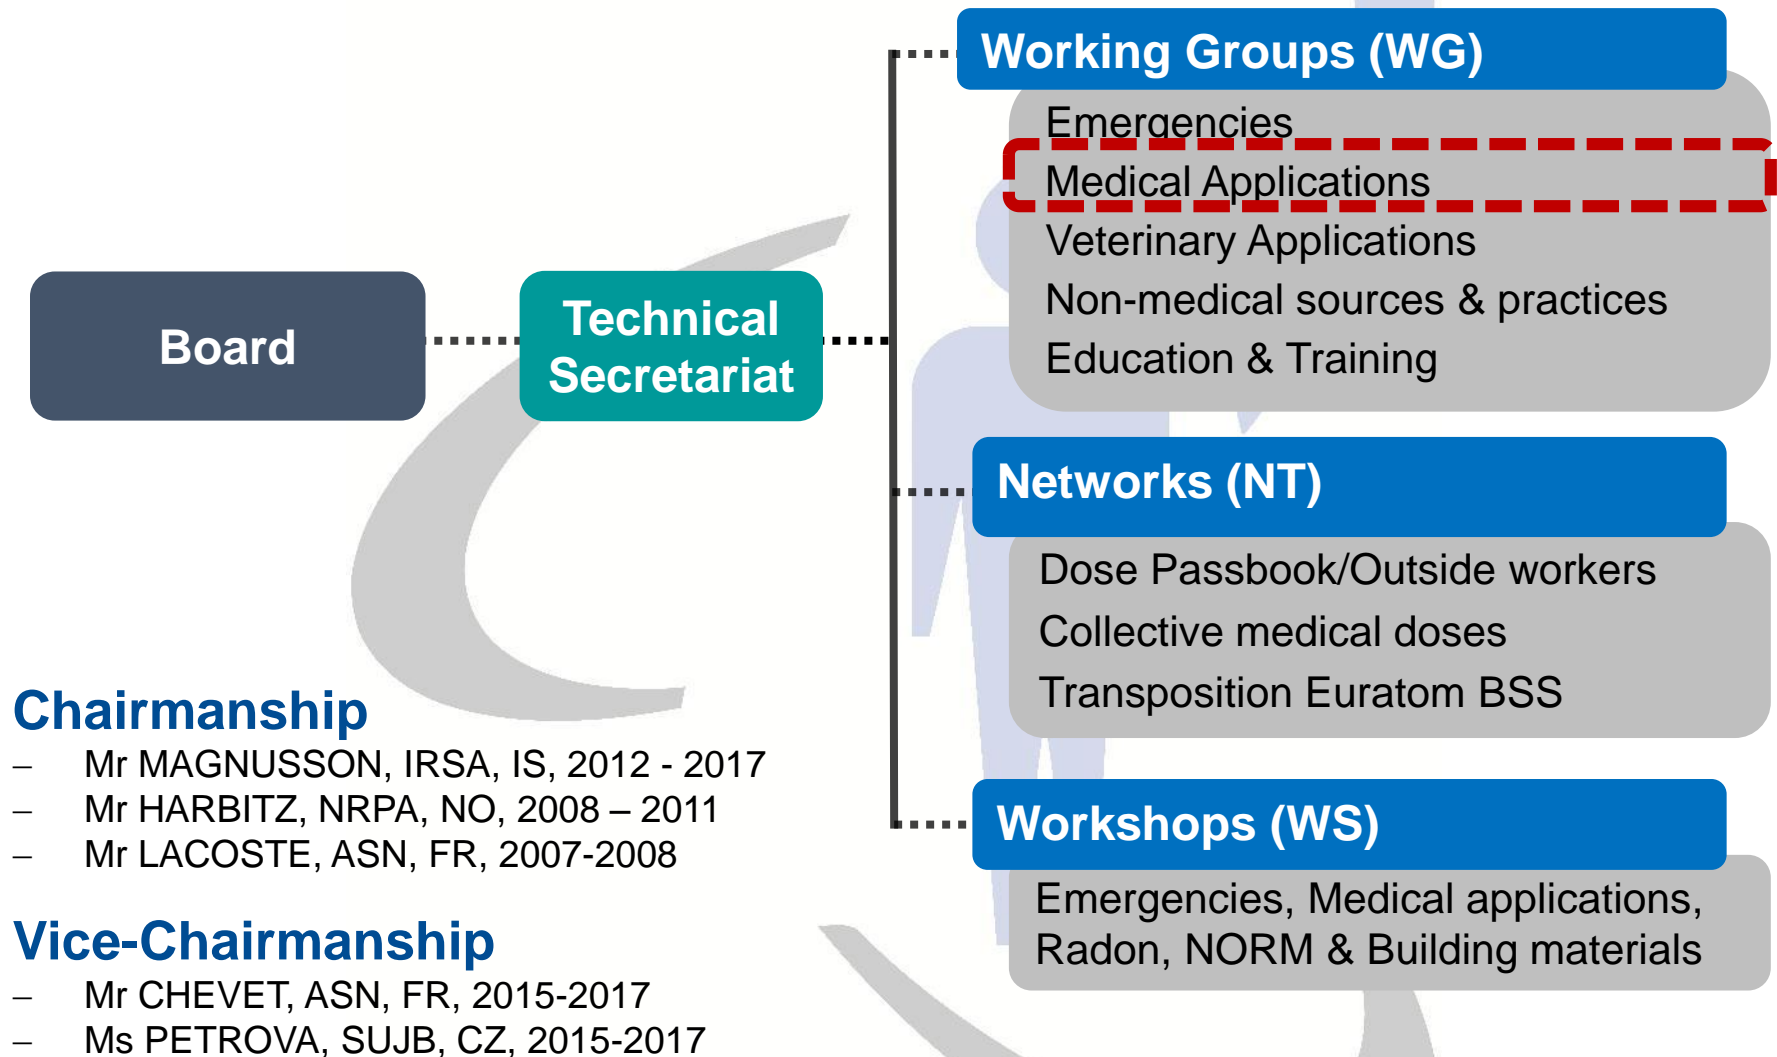 Board
Technical
Secretariat
Working Groups (WG)
Emergencies
Medical Applications
Veterinary Applications
Non-medical sources & practices
Education & Training
Networks (NT)
Dose Passbook/Outside workers
Collective medical doses
Transposition Euratom BSS
Workshops (WS)
Emergencies, Medical applications,
Radon, NORM & Building materials
Chairmanship
– Mr MAGNUSSON, IRSA, IS, 2012 - 2017
– Mr HARBITZ, NRPA, NO, 2008 – 2011
– Mr LACOSTE, ASN, FR, 2007-2008
Vice-Chairmanship
– Mr CHEVET, ASN, FR, 2015-2017
– Ms PETROVA, SUJB, CZ, 2015-2017